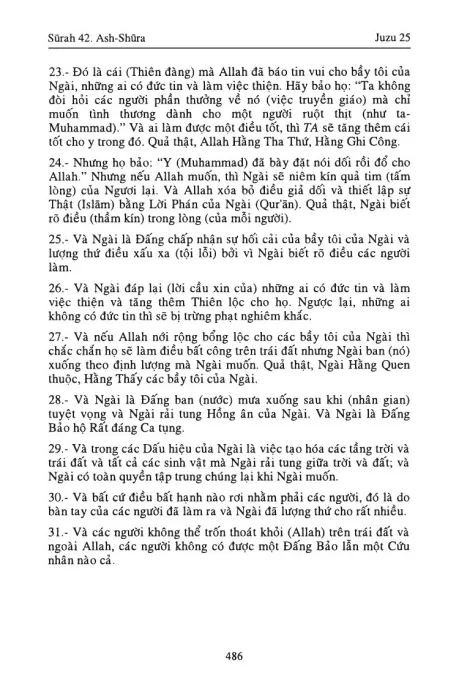 Sūrah 42. Ash-Shūra Juzu 25
23.- Đó là cái (Thiên đàng) mà Allah đã báo tin vui cho bầy tôi của
Ngài, những ai có đức tin và làm việc thiện. Hãy bảo họ: “Ta không
đòi hỏi các người phần thưởng về nó (việc truyền giáo) mà chỉ
muốn tình thương dành cho một người ruột thịt (như ta-
Muhammad).” Và ai làm được một điều tốt, thì TA sẽ tăng thêm cái
tốt cho y trong đó. Quả thật, Allah Hằng Tha Thứ, Hằng Ghi Công.
24.- Nhưng họ bảo: “Y (Muhammad) đã bày đặt nói dối rồi đổ cho
Allah.” Nhưng nếu Allah muốn, thì Ngài sẽ niêm kín quả tim (tấm
lòng) của Ngươi lại. Và Allah xóa bỏ điều giả dối và thiết lập sự
Thật (Islām) bằng Lời Phán của Ngài (Qur'ān). Quả thật, Ngài biết
rõ điều (thầm kín) trong lòng (của mỗi người).
25.- Và Ngài là Đấng chấp nhận sự hối cải của bầy tôi của Ngài và
lượng thứ điều xấu xa (tội lỗi) bởi vì Ngài biết rõ điều các người
làm.
26.- Và Ngài đáp lại (lời cầu xin của) những ai có đức tin và làm
việc thiện và tăng thêm Thiên lộc cho họ. Ngược lại, những ai
không có đức tin thì sẽ bị trừng phạt nghiêm khắc.
27.- Và nếu Allah nới rộng bổng lộc cho các bầy tôi của Ngài thì
chắc chắn họ sẽ làm điều bất công trên trái đất nhưng Ngài ban (nó)
xuống theo định lượng mà Ngài muốn. Quả thật, Ngài Hằng Quen
thuộc, Hằng Thấy các bầy tôi của Ngài.
28.- Và Ngài là Đấng ban (nước) mưa xuống sau khi (nhân gian)
tuyệt vọng và Ngài rải tung Hồng ân của Ngài. Và Ngài là Đấng
Bảo hộ Rất đáng Ca tụng.
29.- Và trong các Dấu hiệu của Ngài là việc tạo hóa các tầng trời và
trái đất và tất cả các sinh vật mà Ngài rải tung giữa trời và đất; và
Ngài có toàn quyền tập trung chúng lại khi Ngài muốn.
30.- Và bất cứ điều bất hạnh nào rơi nhằm phải các người, đó là do
bàn tay của các người đã làm ra và Ngài đã lượng thứ cho rất nhiều.
31.- Và các người không thể trốn thoát khỏi (Allah) trên trái đất và
ngoài Allah, các người không có được một Đấng Bảo lẫn một Cứu
nhân nào cả.
486